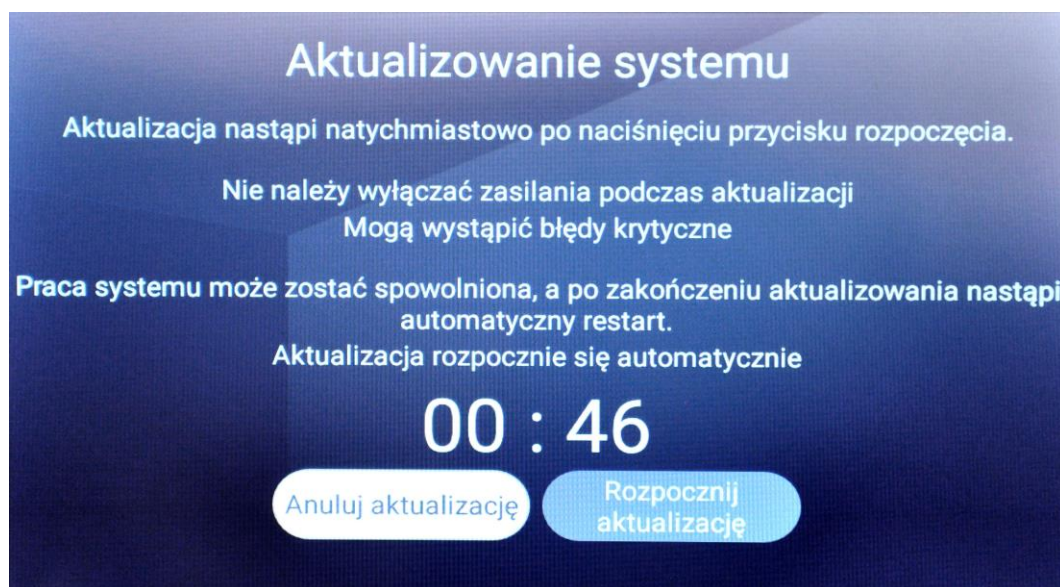 Aktualizowanie systemu
Aktualizacja nastąpi natychmiastowo po naciśnięciu przycisku rozpoczęcia.
Nie należy wyłączać zasilania podczas aktualizacji
Mogą wystąpić błędy krytyczne
Praca systemu może zostać spowolniona, a po zakończeniu aktualizowania nastąpi
automatyczny restart.
Aktualizacja rozpocznie się automatycznie
00 : 46
Anuluj aktualizację
Rozpocznij
aktualizację